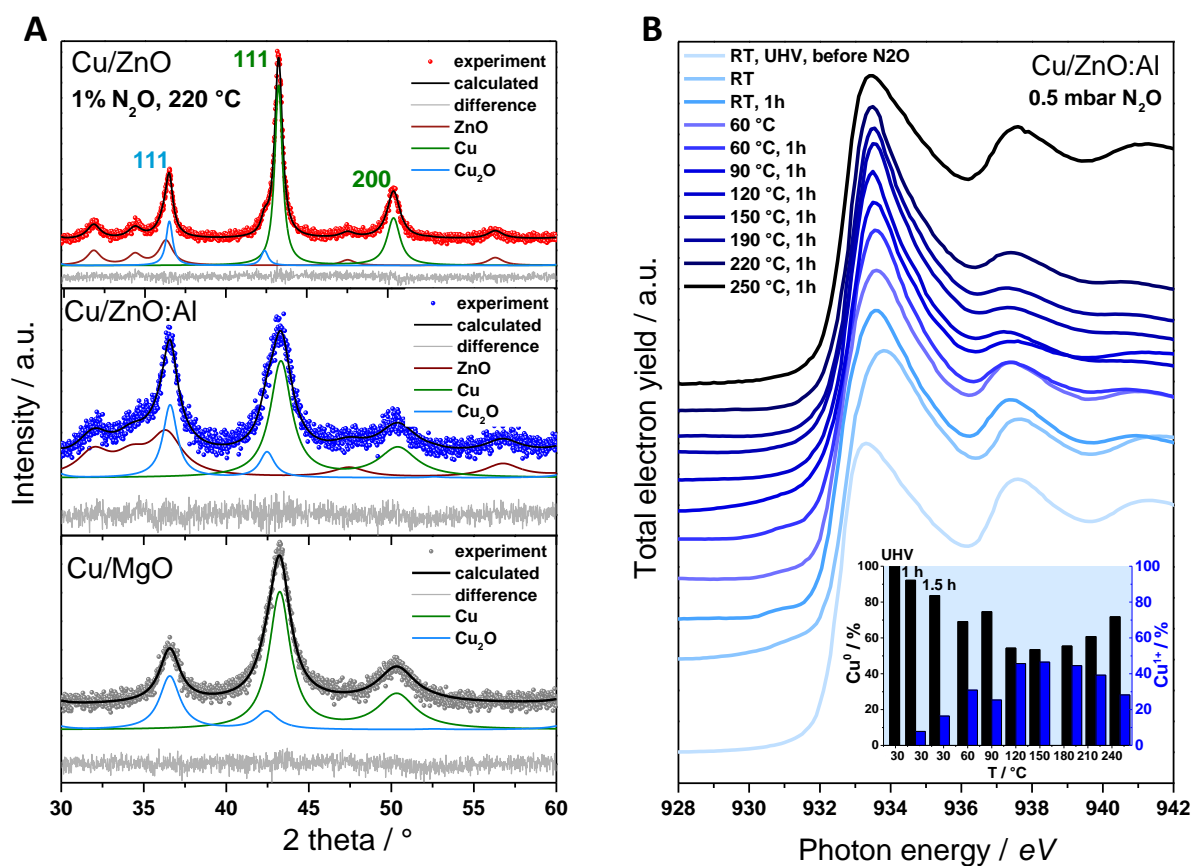 A
Cu/ZnO
1% N₂O, 220 °C
111
111
200
experiment
calculated
difference
ZnO
Cu
Cu₂O
Cu/ZnO:Al
experiment
calculated
difference
ZnO
Cu
Cu₂O
Cu/MgO
experiment
calculated
difference
Cu
Cu₂O
Intensity / a.u.
30 35 40 45 50 55 60
2 theta / °
B
RT, UHV, before N2O
RT
RT, 1h
60 °C
60 °C, 1h
90 °C, 1h
120 °C, 1h
150 °C, 1h
190 °C, 1h
220 °C, 1h
250 °C, 1h
Cu/ZnO:Al
0.5 mbar N₂O
Total electron yield / a.u.
UHV
1 h
1.5 h
100
80
60
40
20
0
Cu⁰ / %
100
80
60
40
20
0
Cu¹⁺ / %
30 30 30 60 90 120 150 180 210 240
T / °C
928 930 932 934 936 938 940 942
Photon energy / eV